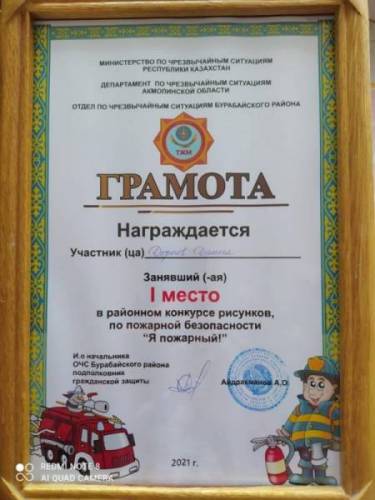 МИНИСТЕРСТВО ПО ЧРЕЗВЫЧАЙНЫМ СИТУАЦИЯМ
РЕСПУБЛИКИ КАЗАХСТАН
ДЕПАРТАМЕНТ ПО ЧРЕЗВЫЧАЙНЫМ СИТУАЦИЯМ
АКМОЛИНСКОЙ ОБЛАСТИ
ОТДЕЛ ПО ЧРЕЗВЫЧАЙНЫМ СИТУАЦИЯМ БУРАБАЙСКОГО РАЙОНА
ТЖМ
ГРАМОТА
Награждается
Участник (ца)
Занявший (-ая)
I место
в районном конкурсе рисунков,
по пожарной безопасности
"Я пожарный!"
И.о начальника
ОЧС Бурабайского района
подполковник
гражданской защиты
Айдрахманов А.О.
2021 г.
REDMI NOTE 8
AI QUAD CAMERA